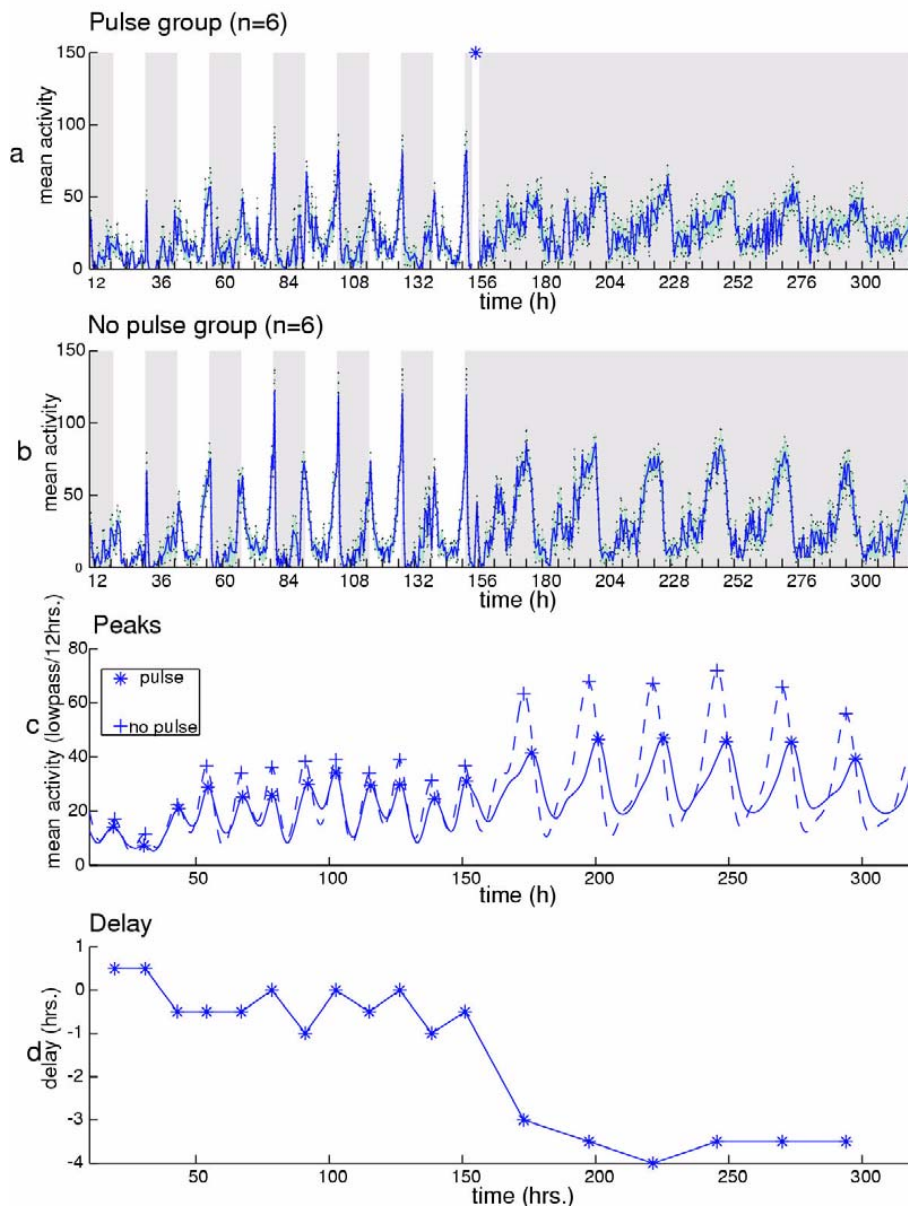 Pulse group (n=6)
a
mean activity
150
100
50
0
12 36 60 84 108 132 156 180 204 228 252 276 300
time (h)
No pulse group (n=6)
b
mean activity
150
100
50
0
12 36 60 84 108 132 156 180 204 228 252 276 300
time (h)
Peaks
c
mean activity (lowpass/12hrs.)
80
60
40
20
0
pulse
no pulse
50 100 150 200 250 300
time (h)
Delay
d
delay (hrs.)
1
0
-1
-2
-3
-4
50 100 150 200 250 300
time (hrs.)